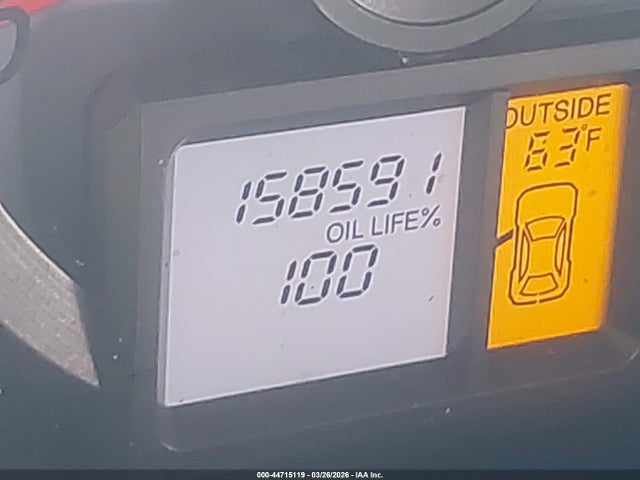 158591
OIL LIFE%
100
OUTSIDE
63°F
000-44715119 - 03/26/2026 - IAA Inc.